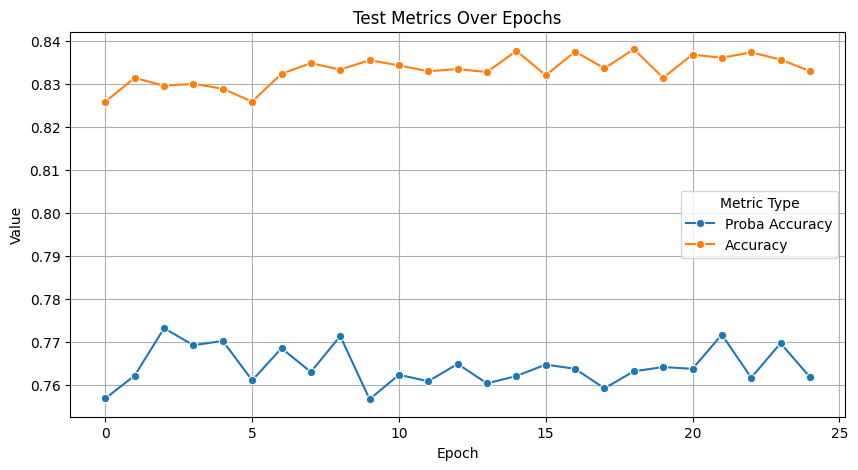 Test Metrics Over Epochs
Value
0.84
0.83
0.82
0.81
0.80
0.79
0.78
0.77
0.76
Metric Type
Proba Accuracy
Accuracy
0
5
10
15
20
25
Epoch